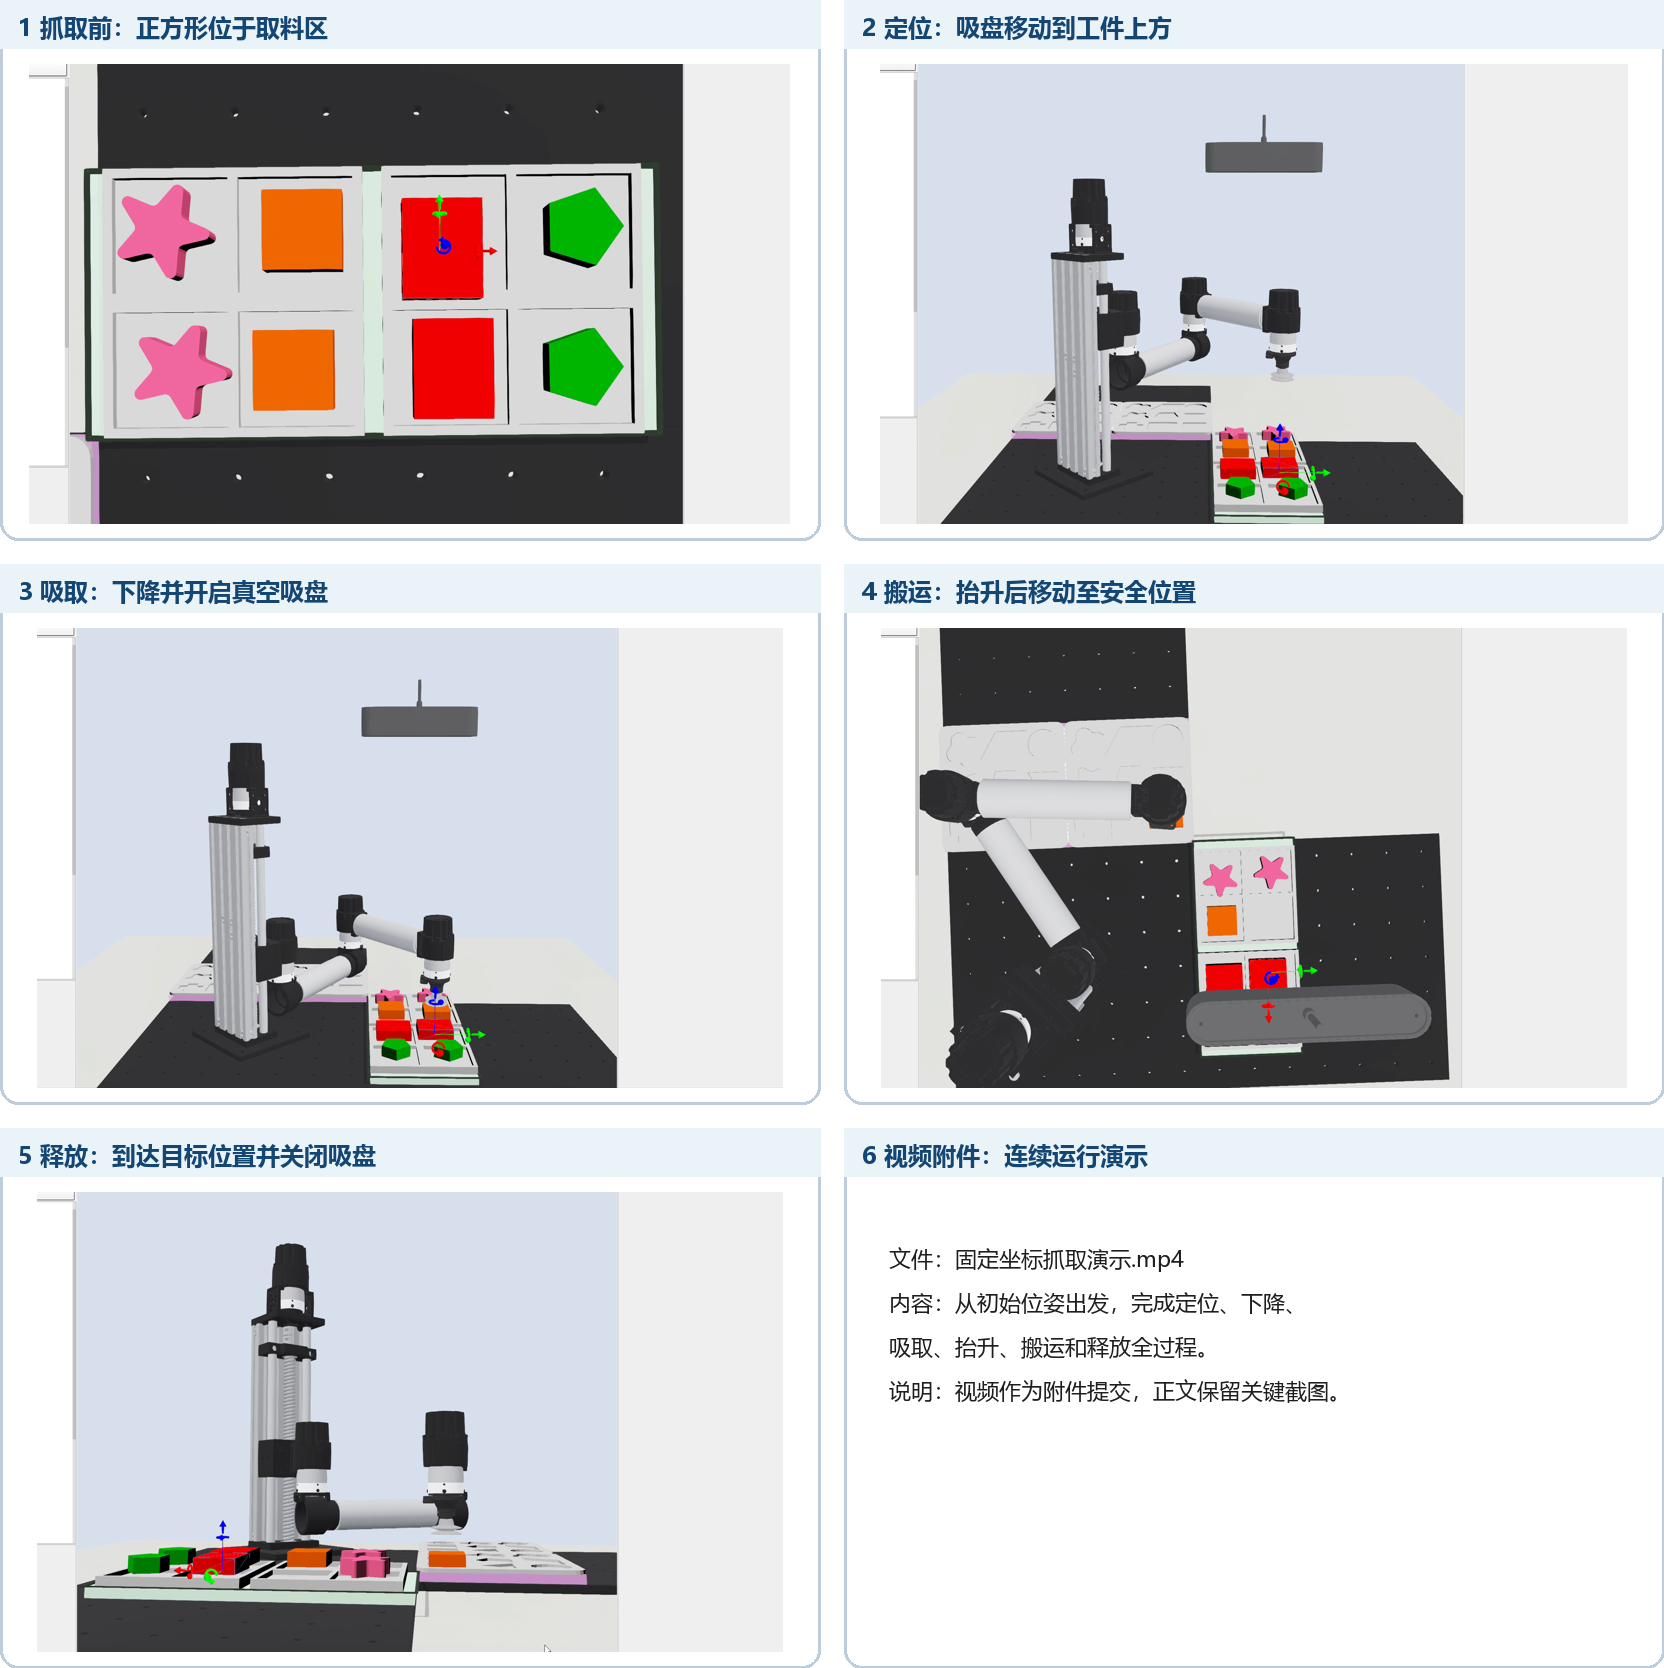 1 抓取前：正方形位于取料区
2 定位：吸盘移动到工件上方
3 吸取：下降并开启真空吸盘
4 搬运：抬升后移动至安全位置
5 释放：到达目标位置并关闭吸盘
6 视频附件：连续运行演示
文件：固定坐标抓取演示.mp4
内容：从初始位姿出发，完成定位、下降、
吸取、抬升、搬运和释放全过程。
说明：视频作为附件提交，正文保留关键截图。